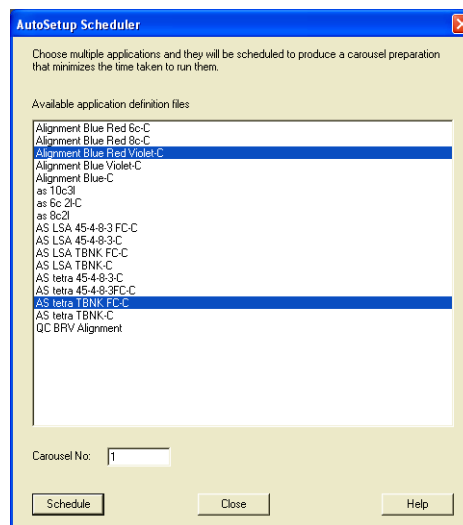 AutoSetup Scheduler
Choose multiple applications and they will be scheduled to produce a carousel preparation
that minimizes the time taken to run them.
Available application definition files
Alignment Blue Red 6c-C
Alignment Blue Red 8c-C
Alignment Blue Red Violet-C
Alignment Blue Violet-C
Alignment Blue-C
as 10c3l
as 6c 2l-C
as 8c2l
AS LSA 45-4-8-3 FC-C
AS LSA 45-4-8-3-C
AS LSA TBNK FC-C
AS LSA TBNK-C
AS tetra 45-4-8-3-C
AS tetra 45-4-8-3FC-C
AS tetra TBNK FC-C
AS tetra TBNK-C
QC BRV Alignment
Carousel No: 1
Schedule Close Help